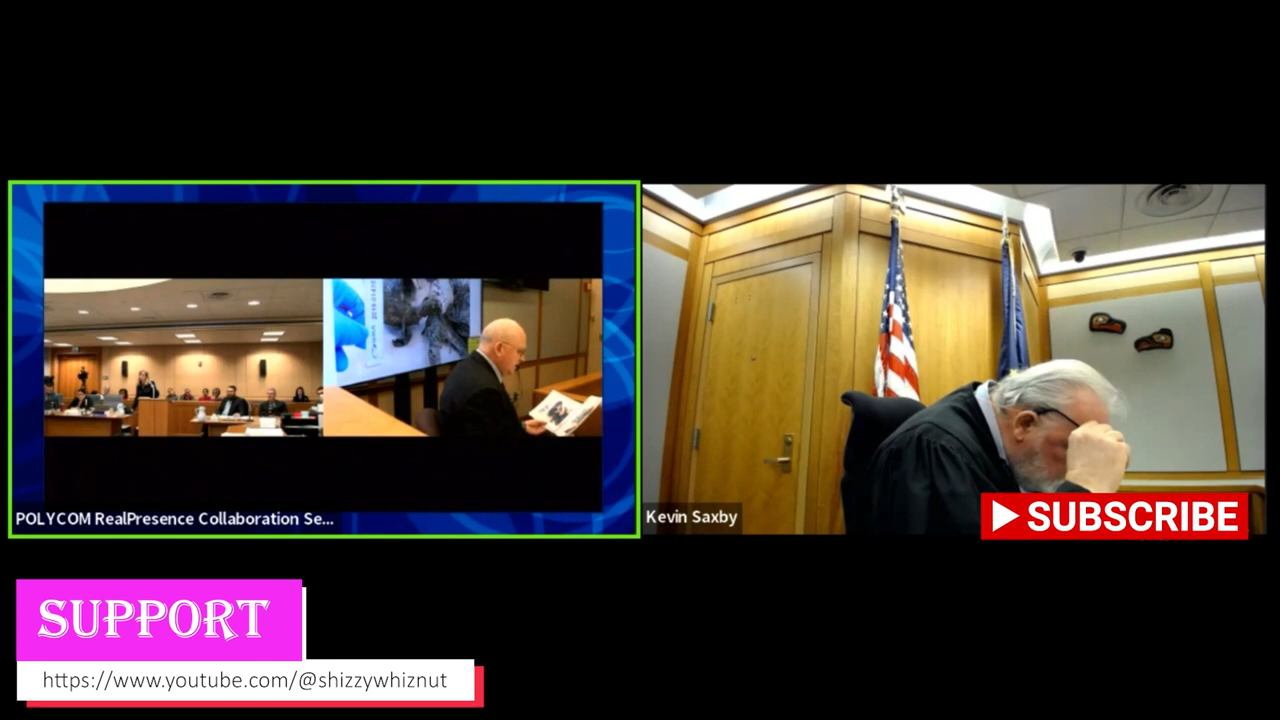 POLYCOM RealPresence Collaboration Se...
Kevin Saxby
SUBSCRIBE
SUPPORT
https://www.youtube.com/@shizzywhiznut